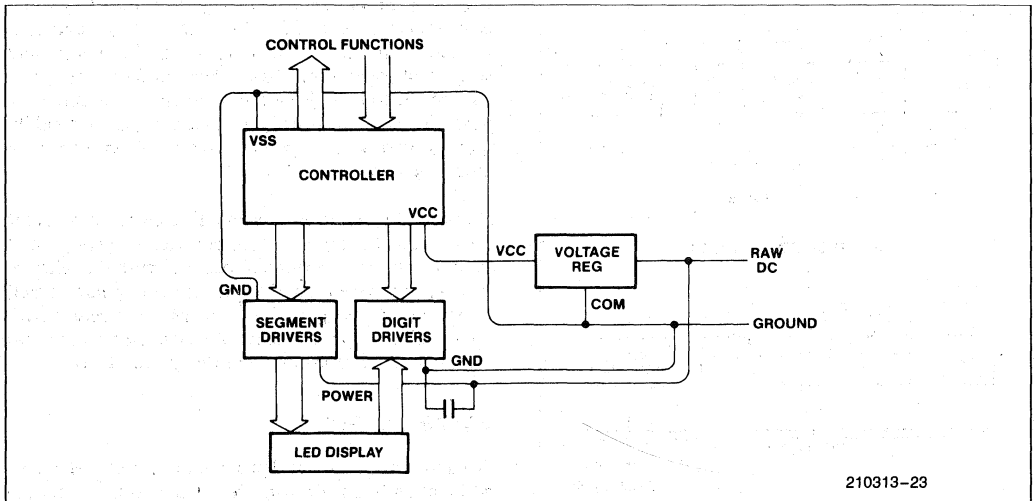 CONTROL FUNCTIONS
VSS
CONTROLLER
VCC
VCC
VOLTAGE
REG
RAW
DC
COM
GROUND
GND
SEGMENT
DRIVERS
DIGIT
DRIVERS
GND
POWER
LED DISPLAY
210313–23